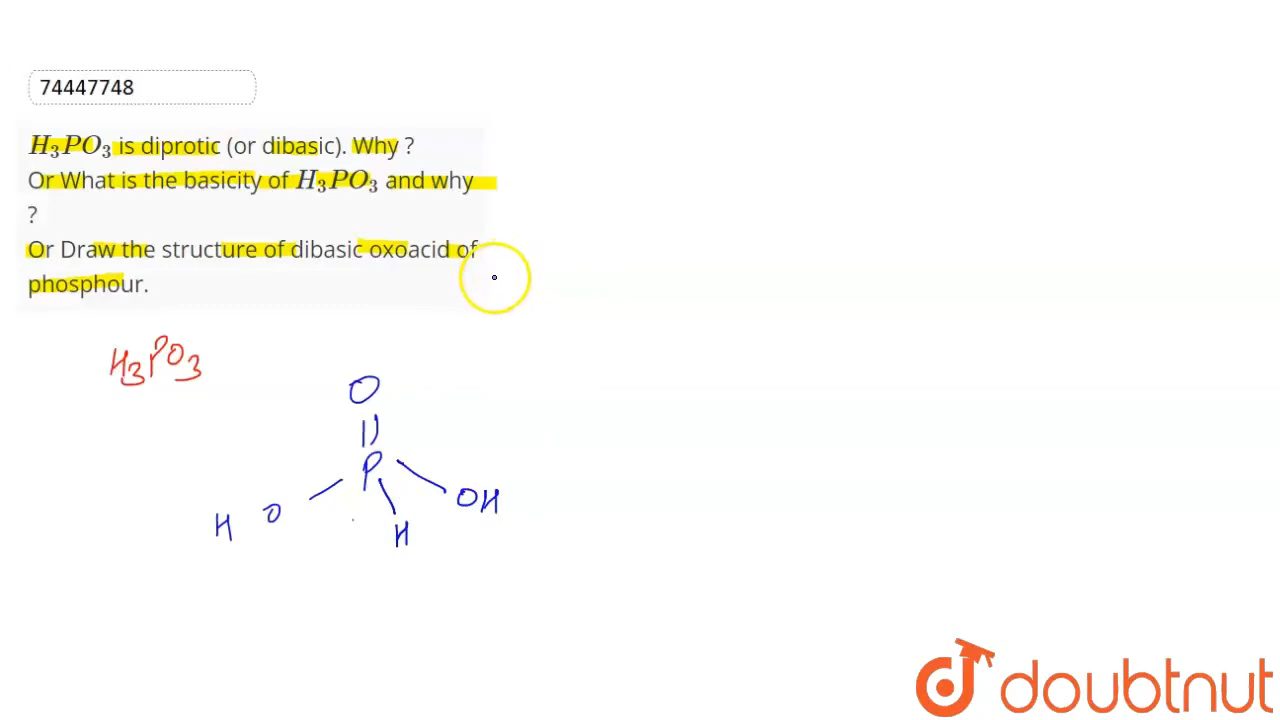 74447748
H₃PO₃ is diprotic (or dibasic). Why ?
Or What is the basicity of H₃PO₃ and why
?
Or Draw the structure of dibasic oxoacid of
phosphour.
H₃PO₃
O
P
H O
OH
H
doubtnut